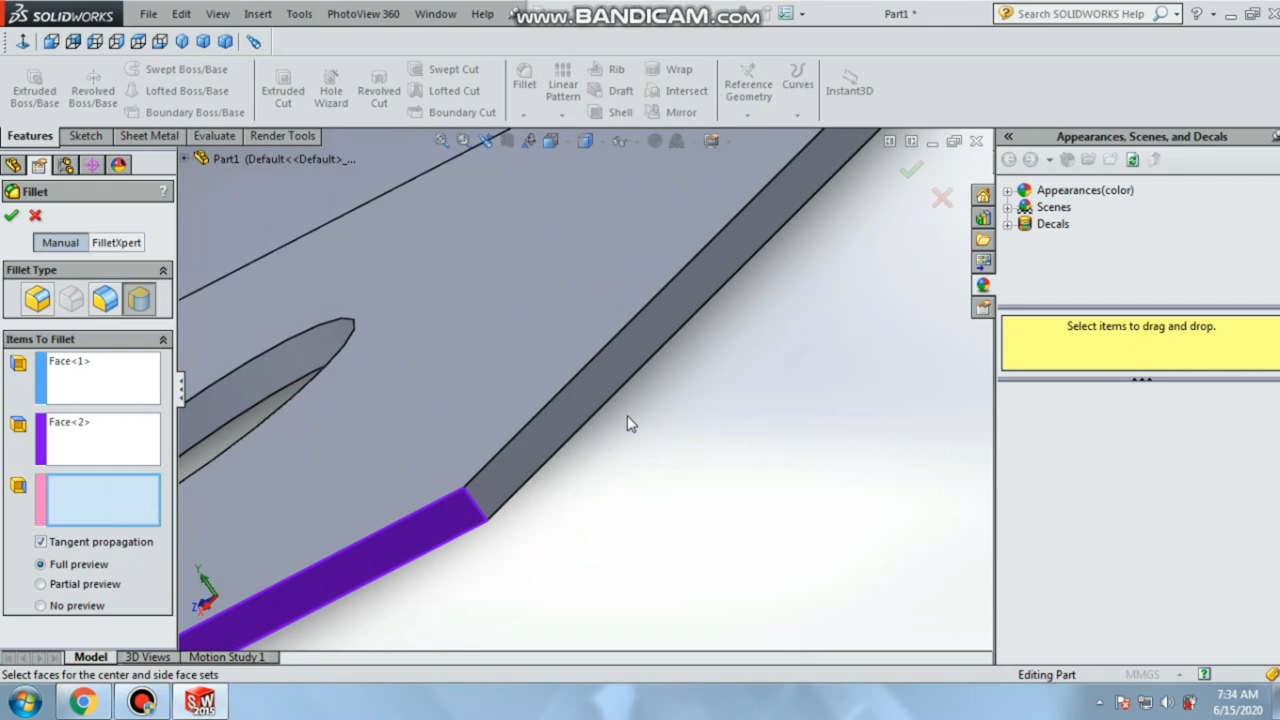 SOLIDWORKS File Edit View Insert Tools PhotoView 360 Window Help www.BANDICAM.com Part1 * Search SOLIDWORKS Help ?
Extruded Boss/Base
Revolved Boss/Base
Swept Boss/Base
Lofted Boss/Base
Boundary Boss/Base
Extruded Cut
Hole Wizard
Revolved Cut
Swept Cut
Lofted Cut
Boundary Cut
Fillet
Linear Pattern
Rib
Draft
Shell
Wrap
Intersect
Mirror
Reference Geometry
Curves
Instant3D
Features Sketch Sheet Metal Evaluate Render Tools
Appearances, Scenes, and Decals
Part1 (Default<<Default>_...
Fillet ?
Manual FilletXpert
Fillet Type
Items To Fillet
Face<1>
Face<2>
Tangent propagation
Full preview
Partial preview
No preview
Appearances(color)
Scenes
Decals
Select items to drag and drop.
Y
Z
Model 3D Views Motion Study 1
Select faces for the center and side face sets Editing Part MMGS ?
SW 2015
7:34 AM
6/15/2020